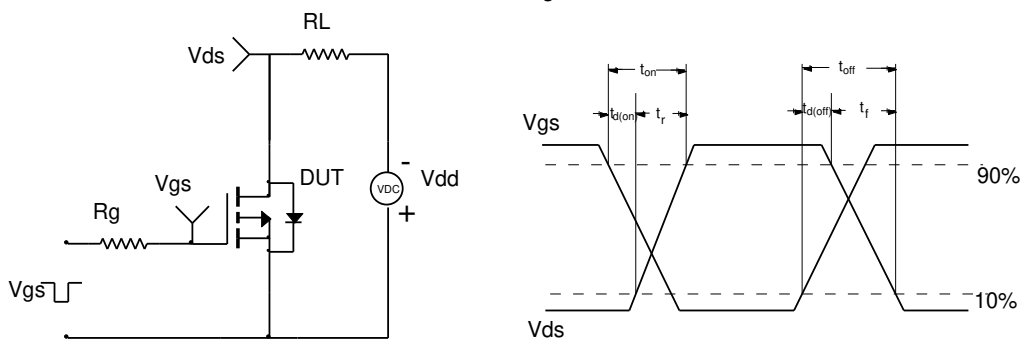 RL
Vds
DUT
VDC
-
+
Vdd
Vgs
Rg
Vgs
ton
toff
td(on)
tr
td(off)
tf
Vgs
90%
10%
Vds